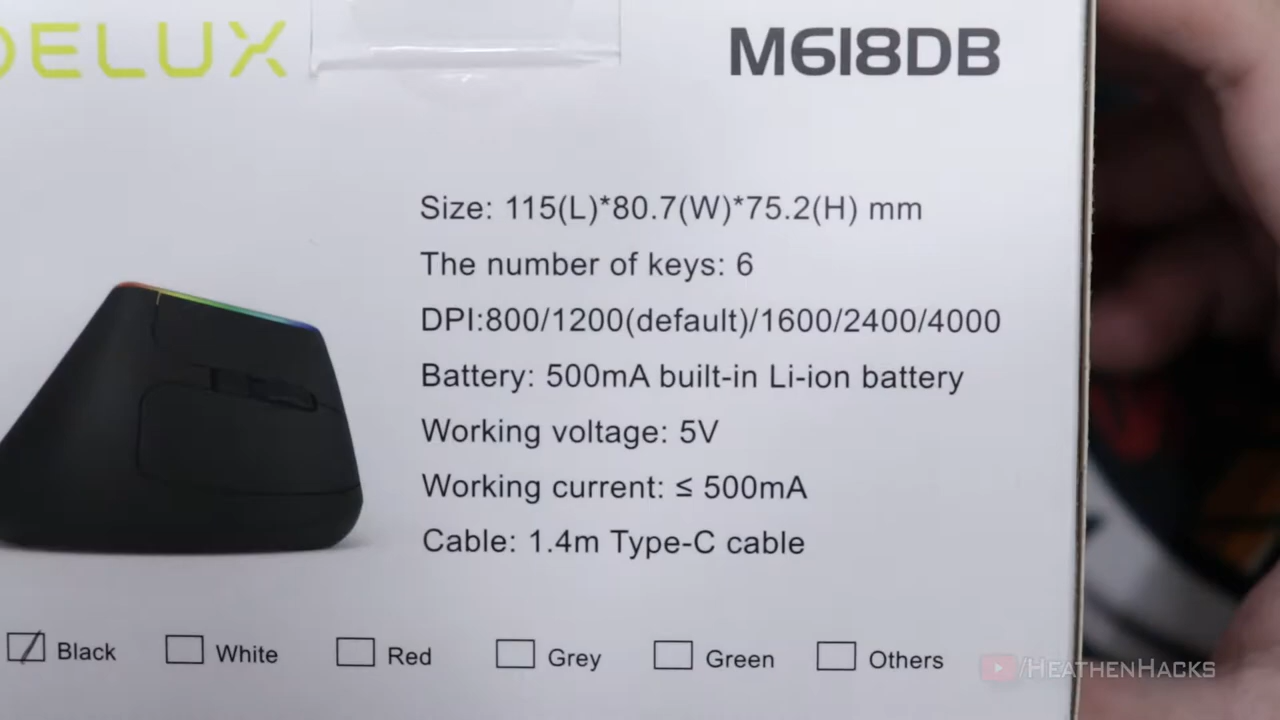 DELUX
M618DB
Size: 115(L)*80.7(W)*75.2(H) mm
The number of keys: 6
DPI:800/1200(default)/1600/2400/4000
Battery: 500mA built-in Li-ion battery
Working voltage: 5V
Working current: ≤ 500mA
Cable: 1.4m Type-C cable
Black White Red Grey Green Others
/HEATHENHACKS